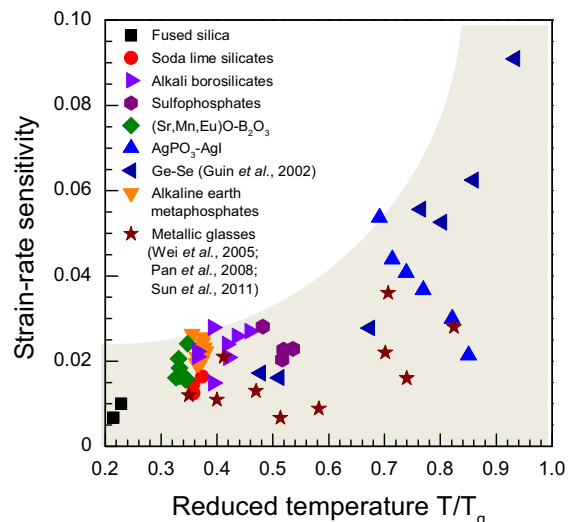 0.10
0.08
0.06
0.04
0.02
0
Strain-rate sensitivity
Fused silica
Soda lime silicates
Alkali borosilicates
Sulfophosphates
(Sr,Mn,Eu)O-B₂O₃
AgPO₃-AgI
Ge-Se (Guin et al., 2002)
Alkaline earth
metaphosphates
Metallic glasses
(Wei et al., 2005;
Pan et al., 2008;
Sun et al., 2011)
0.2 0.3 0.4 0.5 0.6 0.7 0.8 0.9 1.0
Reduced temperature T/Tg